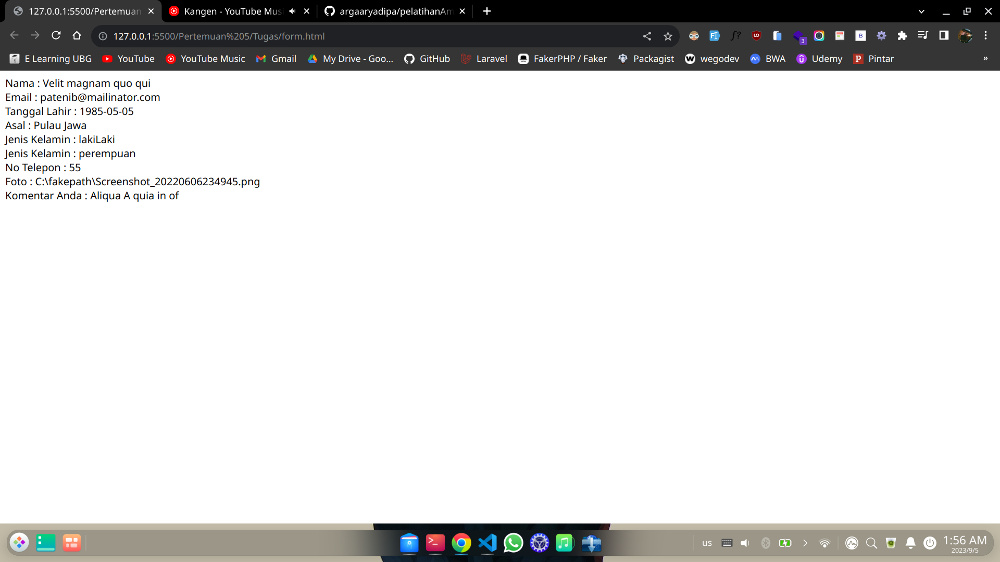 127.0.0.1:5500/Pertemuan
Kangen - YouTube Mus
argaaryadipa/pelatihanAm
127.0.0.1:5500/Pertemuan%205/Tugas/form.html
3
E Learning UBG
YouTube
YouTube Music
Gmail
My Drive - Goo...
GitHub
Laravel
FakerPHP / Faker
Packagist
wegodev
BWA
Udemy
Pintar
»
Nama : Velit magnam quo qui
Email : patenib@mailinator.com
Tanggal Lahir : 1985-05-05
Asal : Pulau Jawa
Jenis Kelamin : lakiLaki
Jenis Kelamin : perempuan
No Telepon : 55
Foto : C:\fakepath\Screenshot_20220606234945.png
Komentar Anda : Aliqua A quia in of
us
1:56 AM
2023/9/5